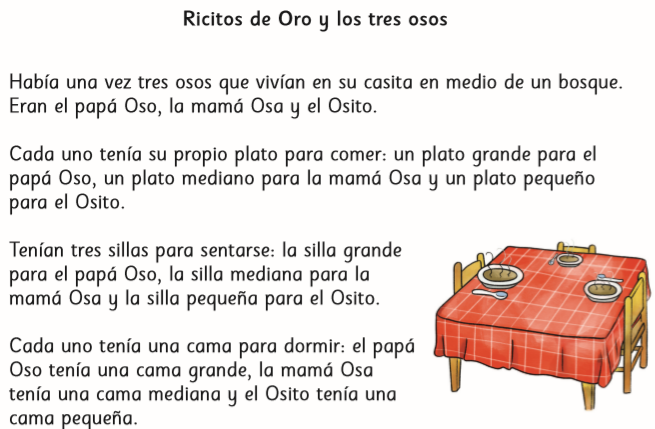 Ricitos de Oro y los tres osos
Había una vez tres osos que vivían en su casita en medio de un bosque.
Eran el papá Oso, la mamá Osa y el Osito.
Cada uno tenía su propio plato para comer: un plato grande para el
papá Oso, un plato mediano para la mamá Osa y un plato pequeño
para el Osito.
Tenían tres sillas para sentarse: la silla grande
para el papá Oso, la silla mediana para la
mamá Osa y la silla pequeña para el Osito.
Cada uno tenía una cama para dormir: el papá
Oso tenía una cama grande, la mamá Osa
tenía una cama mediana y el Osito tenía una
cama pequeña.